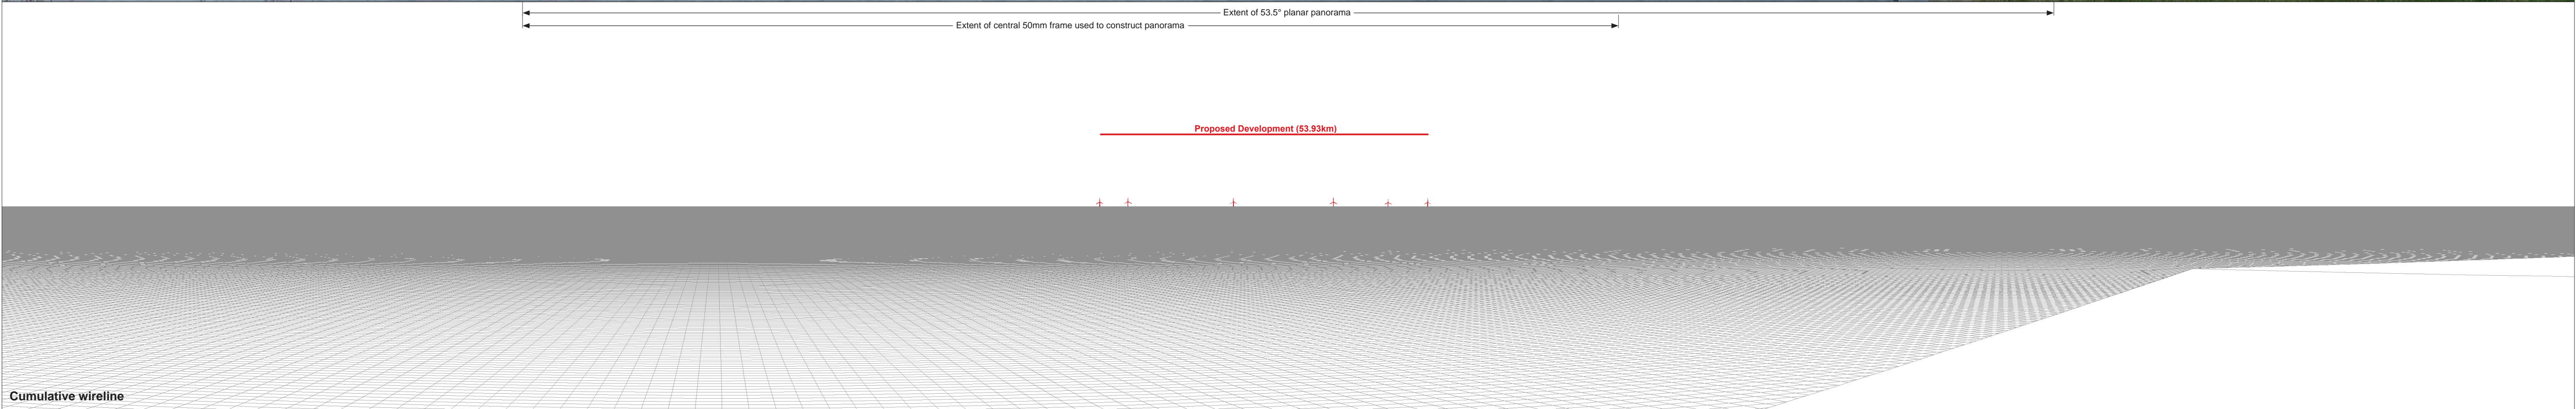 Extent of 53.5° planar panorama
Extent of central 50mm frame used to construct panorama
Proposed Development (53.93km)
Cumulative wireline